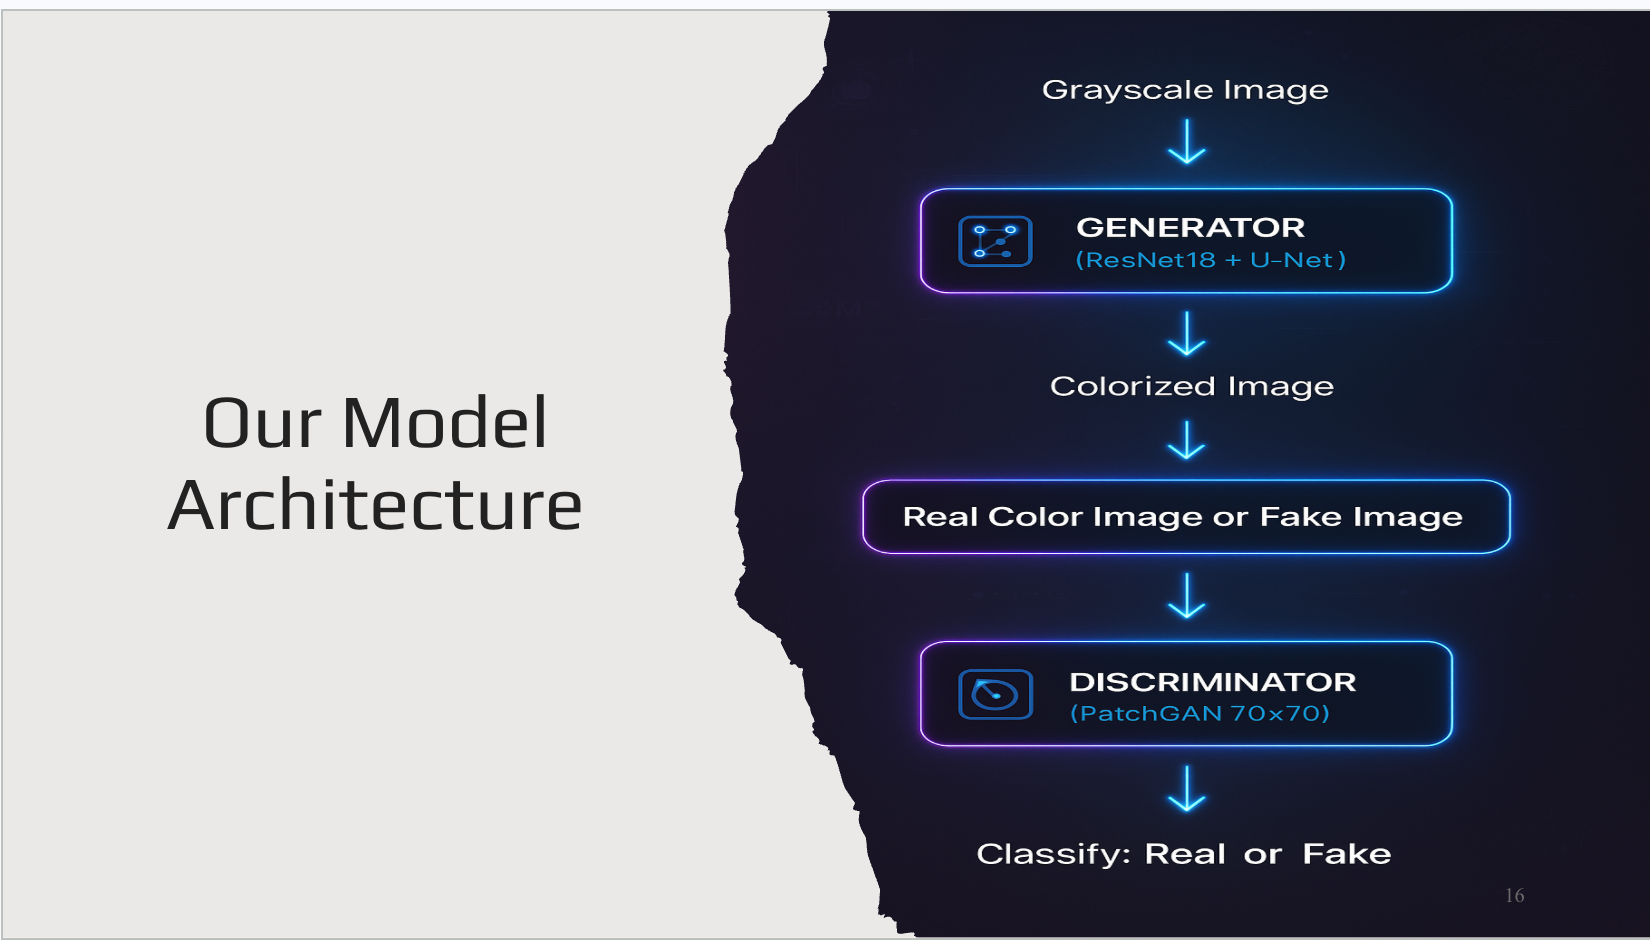 Our Model
Architecture
Grayscale Image
GENERATOR
(ResNet18 + U-Net)
Colorized Image
Real Color Image or Fake Image
DISCRIMINATOR
(PatchGAN 70x70)
Classify: Real or Fake
16